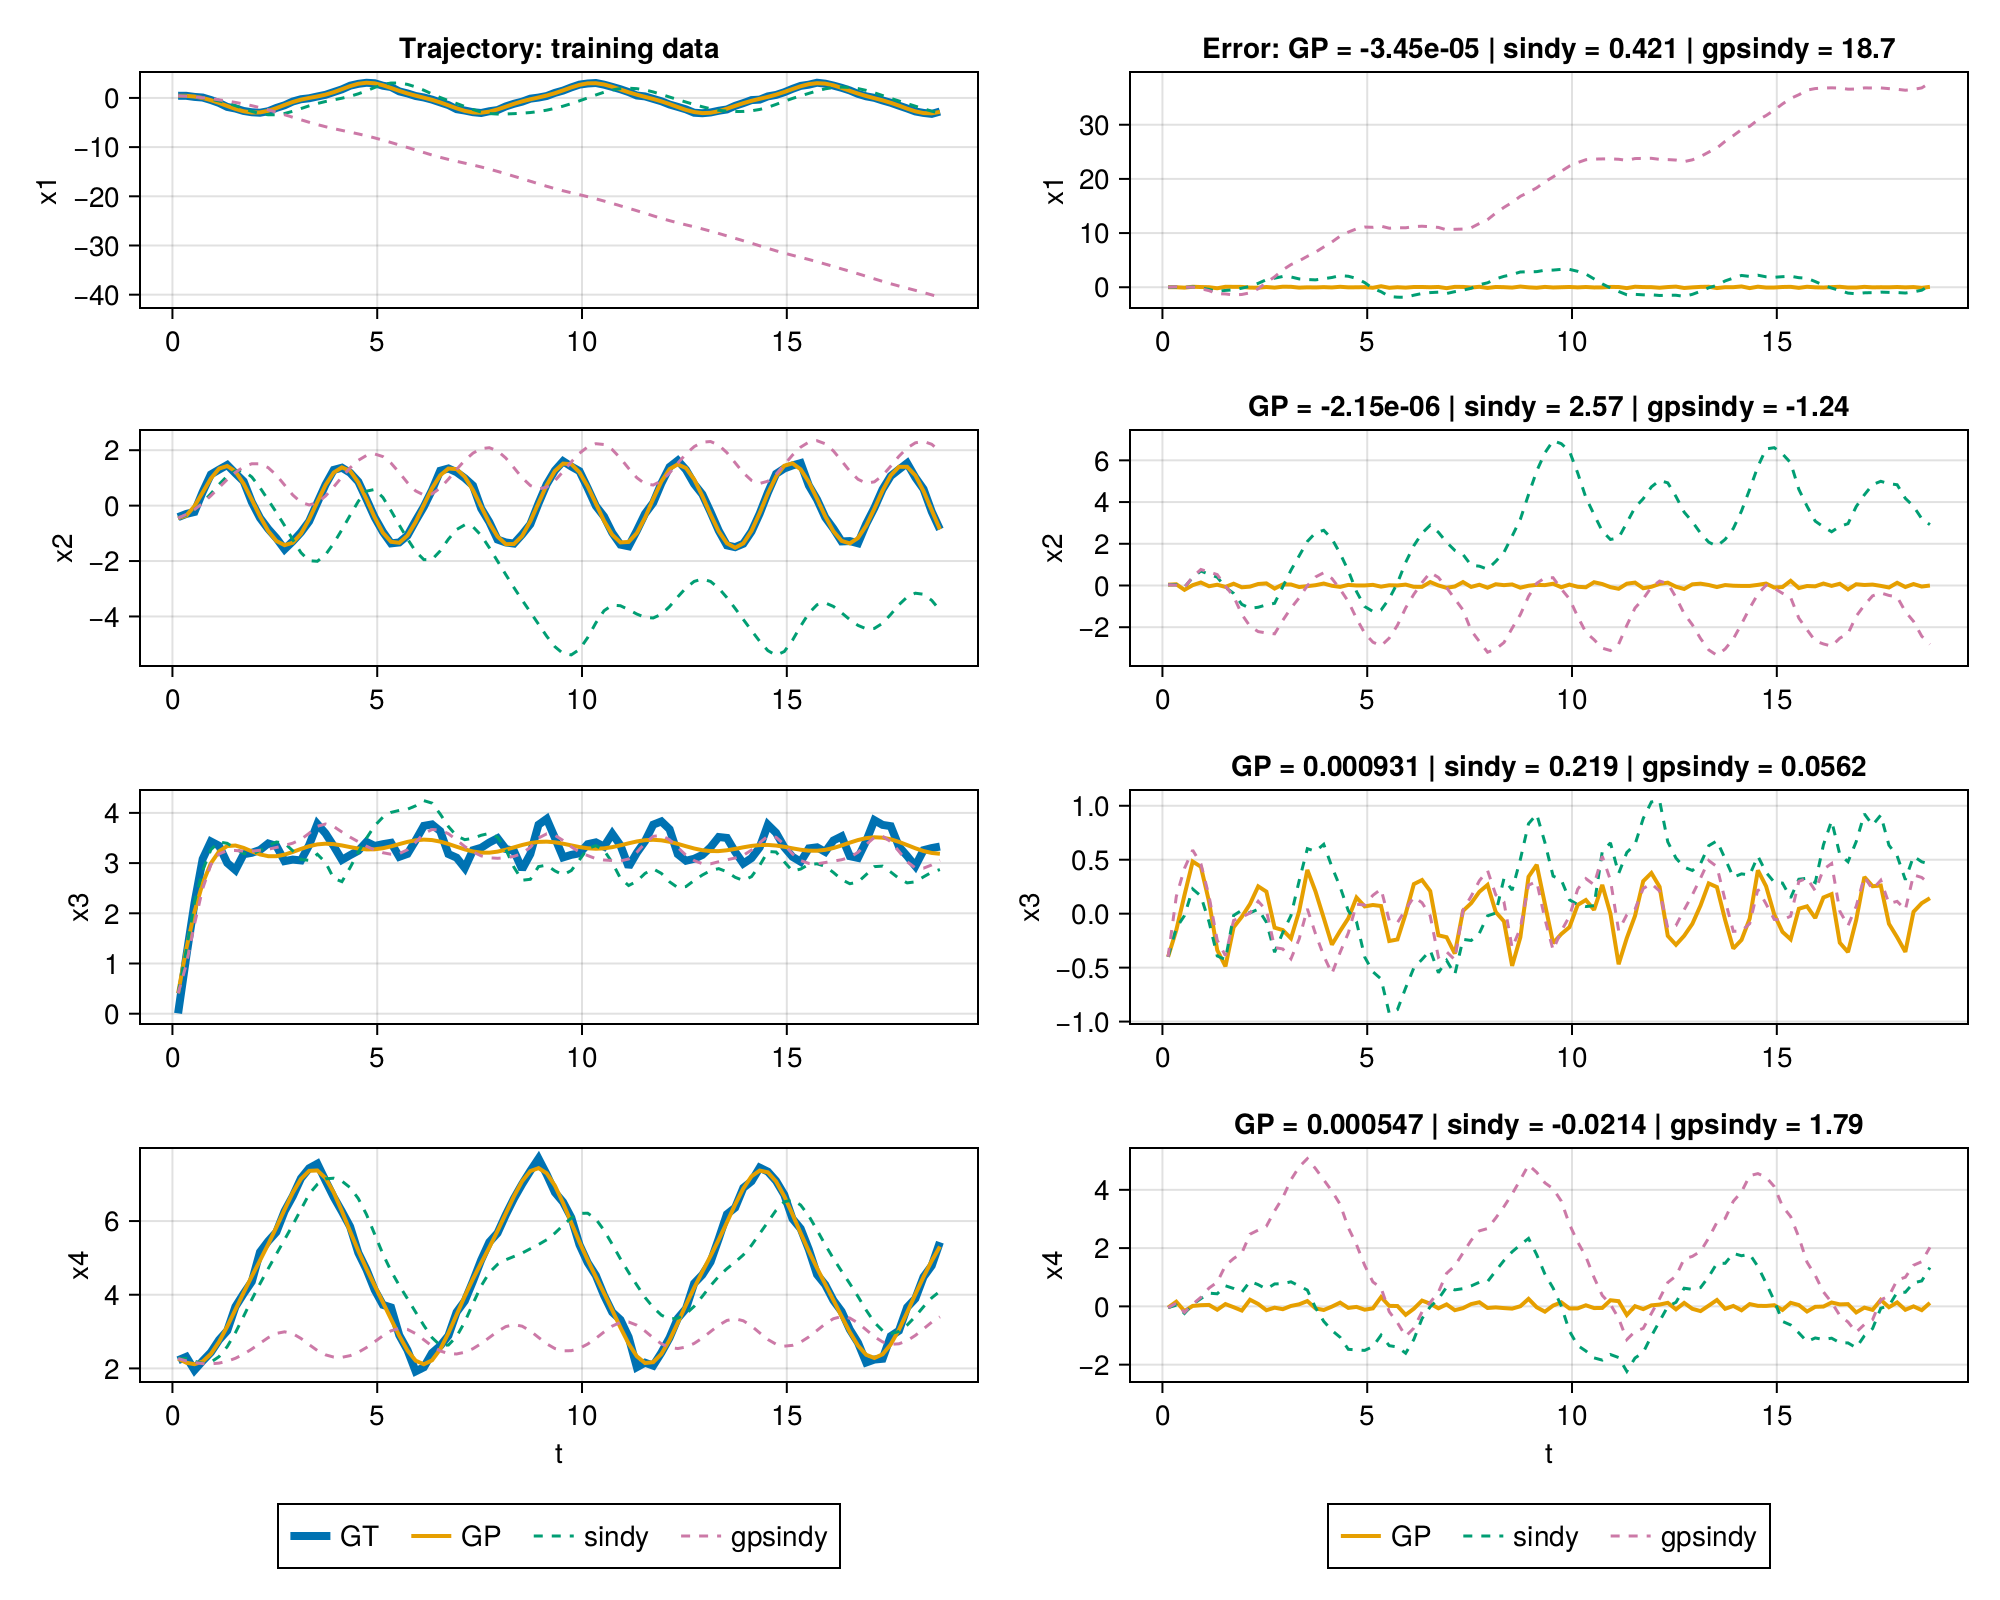 Trajectory: training data
x1
0
−10
−20
−30
−40
0 5 10 15
Error: GP = -3.45e-05 | sindy = 0.421 | gpsindy = 18.7
x1
30
20
10
0
0 5 10 15
x2
2
0
−2
−4
0 5 10 15
GP = -2.15e-06 | sindy = 2.57 | gpsindy = -1.24
x2
6
4
2
0
−2
0 5 10 15
x3
4
3
2
1
0
0 5 10 15
GP = 0.000931 | sindy = 0.219 | gpsindy = 0.0562
x3
1.0
0.5
0.0
−0.5
−1.0
0 5 10 15
x4
6
4
2
0 5 10 15
t
GP = 0.000547 | sindy = -0.0214 | gpsindy = 1.79
x4
4
2
0
−2
0 5 10 15
t
GT GP sindy gpsindy
GP sindy gpsindy